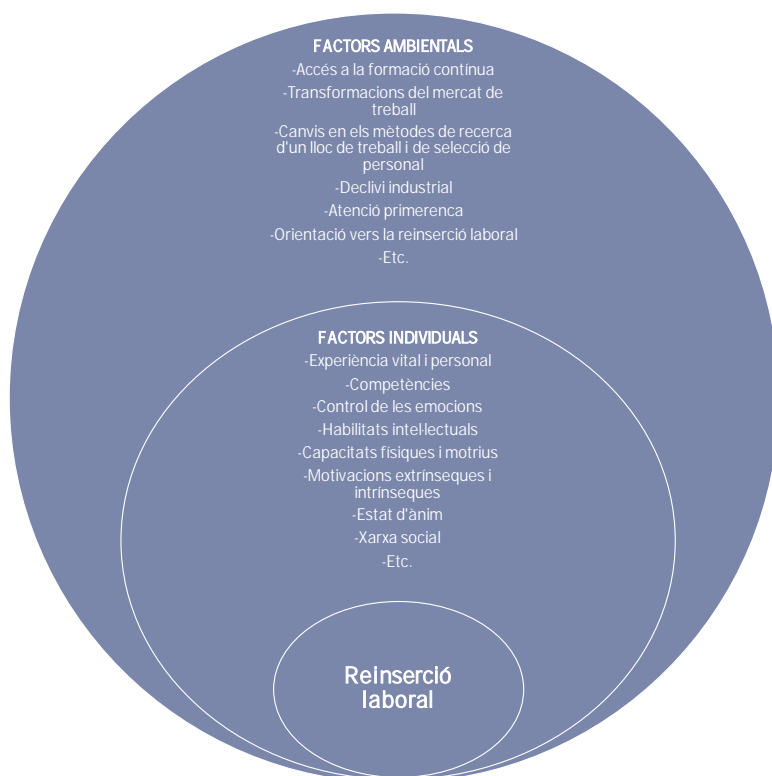 FACTORS AMBIENTALS
-Accés a la formació contínua
-Transformacions del mercat de
treball
-Canvis en els mètodes de recerca
d'un lloc de treball i de selecció de
personal
-Declivi industrial
-Atenció primerenca
-Orientació vers la reinserció laboral
-Etc.
FACTORS INDIVIDUALS
-Experiència vital i personal
-Competències
-Control de les emocions
-Habilitats intel·lectuals
-Capacitats físiques i motrius
-Motivacions extrínseques i
intrínseques
-Estat d'ànim
-Xarxa social
-Etc.
Reinserció
laboral